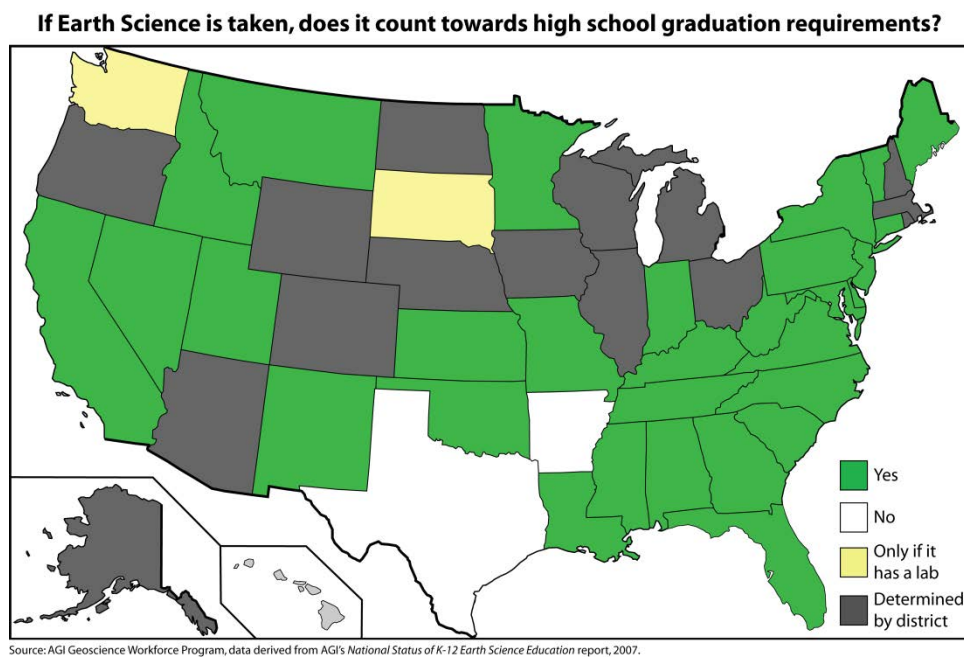 If Earth Science is taken, does it count towards high school graduation requirements?
Yes
No
Only if it
has a lab
Determined
by district
Source: AGI Geoscience Workforce Program, data derived from AGI's National Status of K-12 Earth Science Education report, 2007.